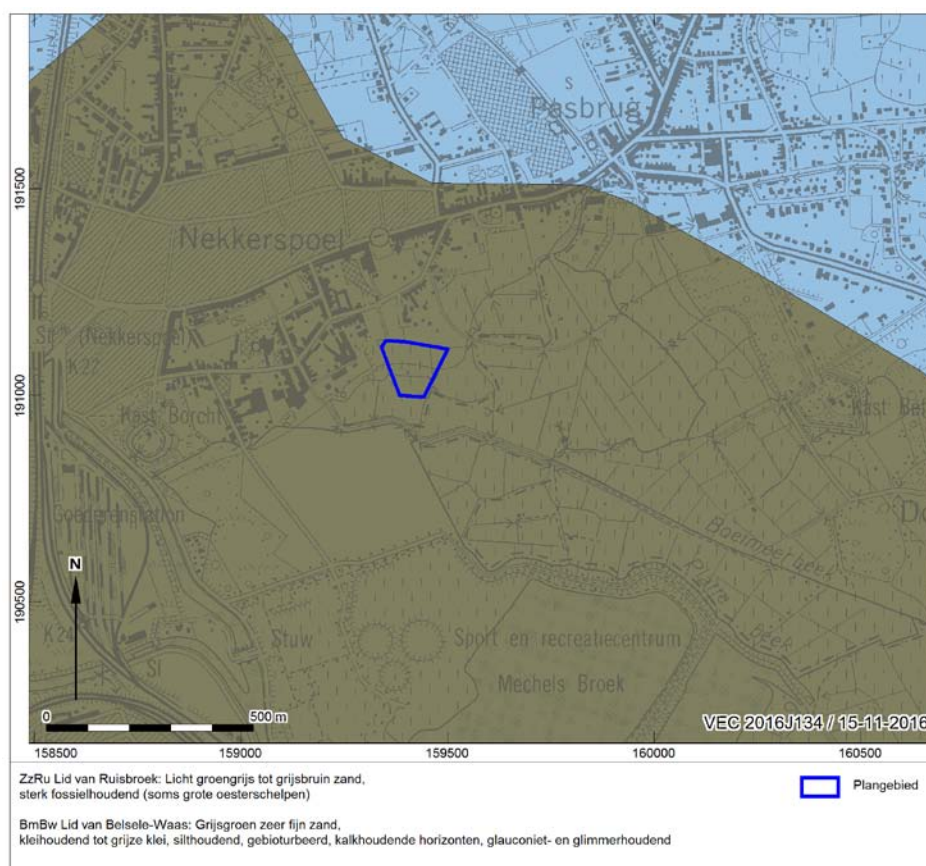 S
Pasbrug
191500
Nekkerspoel
Stn (Nekkerspoel)
K 22
191000
Kast Borcht
Goederenstation
Boeimeerbeek
N
190500
K 24
Stuw
Sport en recreatiecentrum
Mechels Broek
0
500 m
VEC 2016J134 / 15-11-2016
158500
159000
159500
160000
160500
ZzRu Lid van Ruisbroek: Licht groengrijs tot grijsbruin zand,
sterk fossielhoudend (soms grote oesterschelpen)
Plangebied
BmBw Lid van Belsele-Waas: Grijsgroen zeer fijn zand,
kleihoudend tot grijze klei, silthoudend, gebioturbeerd, kalkhoudende horizonten, glauconiet- en glimmerhoudend